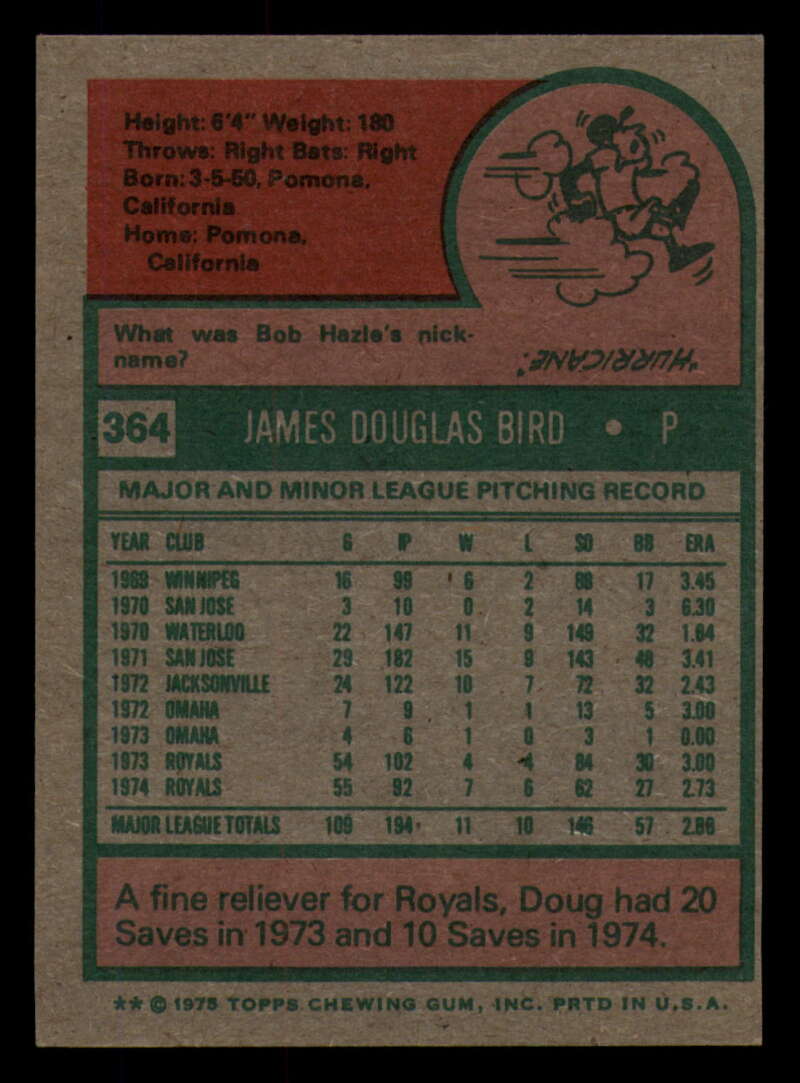 Height: 6'4" Weight: 180
Throws: Right Bats: Right
Born: 3-5-50, Pomona,
California
Home: Pomona,
California
What was Bob Hazle's nick-
name?
"HURRICANE."
364 JAMES DOUGLAS BIRD • P
MAJOR AND MINOR LEAGUE PITCHING RECORD
YEAR CLUB G IP W L SO BB ERA
1969 WINNIPEG 16 99 6 2 88 17 3.45
1970 SAN JOSE 3 10 0 2 14 3 6.30
1970 WATERLOO 22 147 11 9 149 32 1.84
1971 SAN JOSE 29 182 15 9 143 48 3.41
1972 JACKSONVILLE 24 122 10 7 72 32 2.43
1972 OMAHA 7 9 1 1 13 5 3.00
1973 OMAHA 4 6 1 0 3 1 0.00
1973 ROYALS 54 102 4 4 84 30 3.00
1974 ROYALS 55 92 7 6 62 27 2.73
MAJOR LEAGUE TOTALS 109 194 11 10 146 57 2.88
A fine reliever for Royals, Doug had 20
Saves in 1973 and 10 Saves in 1974.
** © 1975 TOPPS CHEWING GUM, INC. PRTD IN U.S.A.